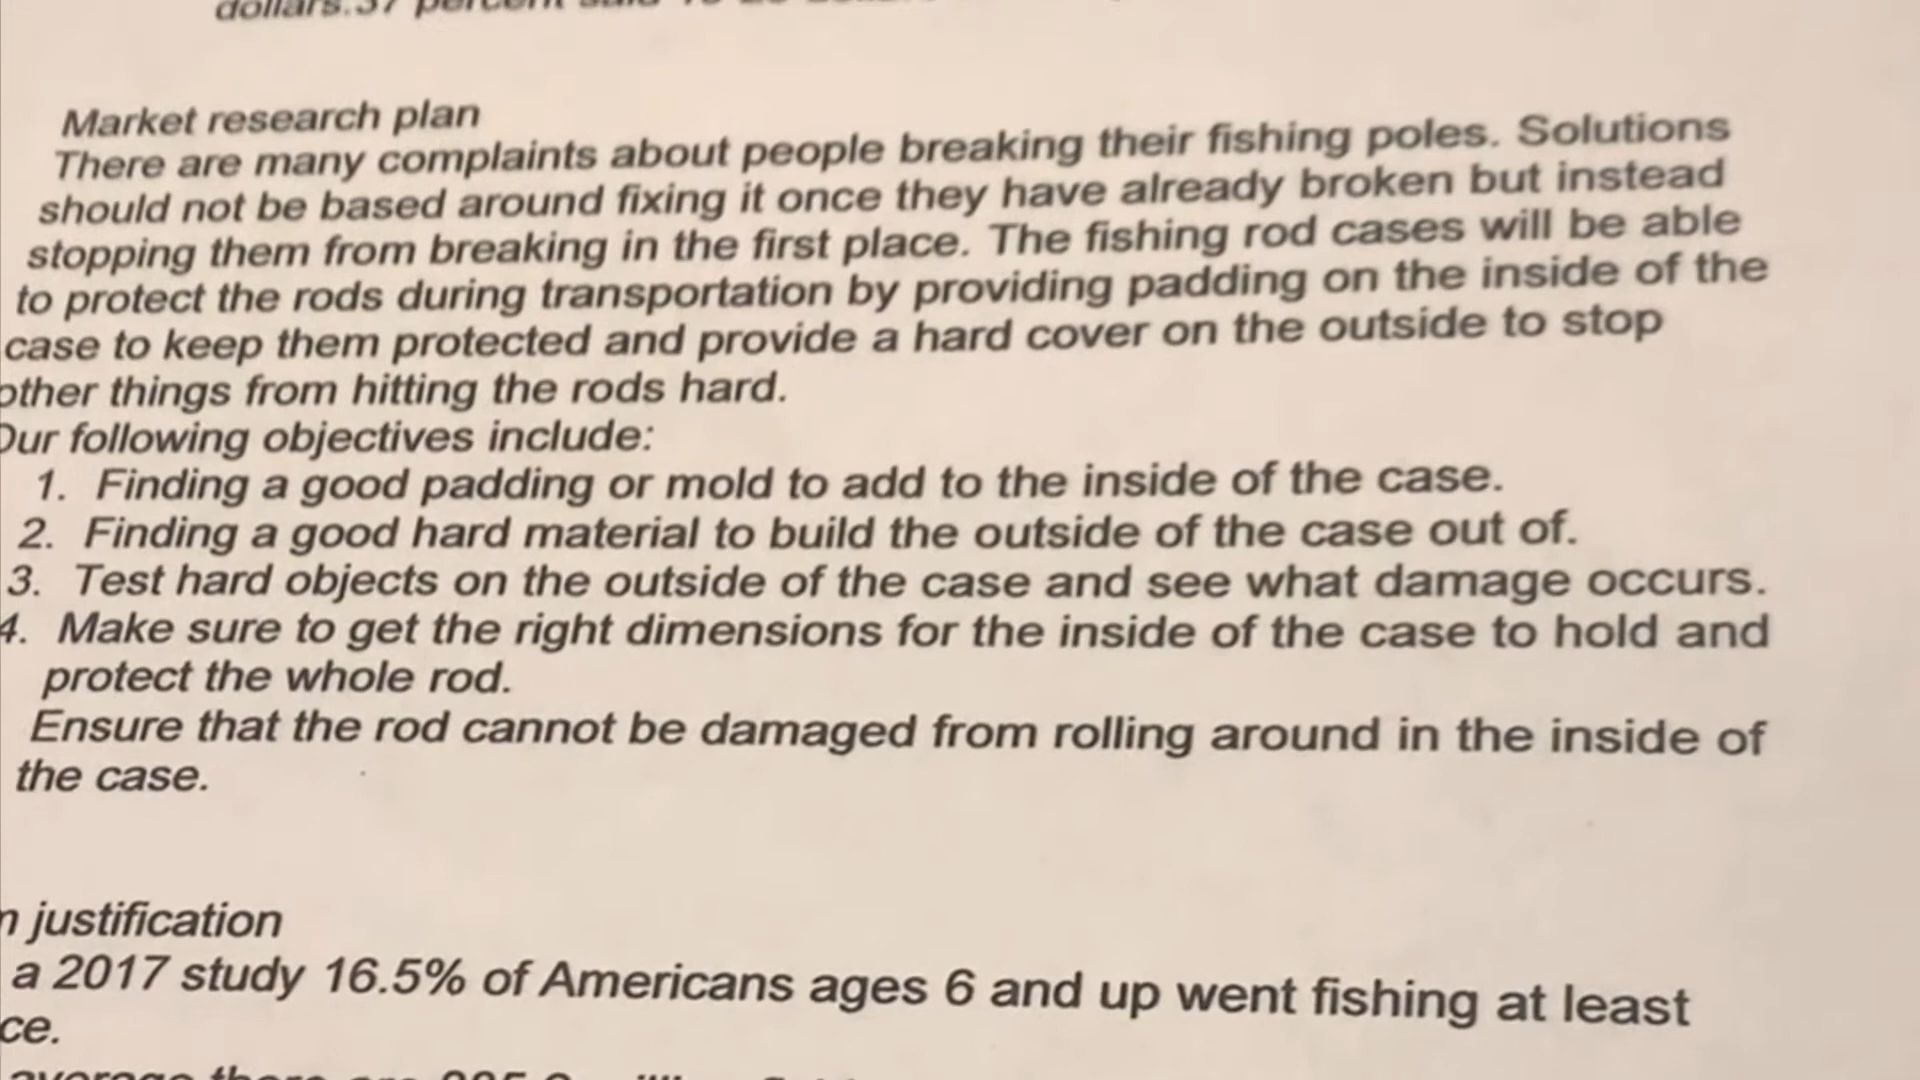 dollars.37 percent said
Market research plan
There are many complaints about people breaking their fishing poles. Solutions
should not be based around fixing it once they have already broken but instead
stopping them from breaking in the first place. The fishing rod cases will be able
to protect the rods during transportation by providing padding on the inside of the
case to keep them protected and provide a hard cover on the outside to stop
other things from hitting the rods hard.
Our following objectives include:
1. Finding a good padding or mold to add to the inside of the case.
2. Finding a good hard material to build the outside of the case out of.
3. Test hard objects on the outside of the case and see what damage occurs.
4. Make sure to get the right dimensions for the inside of the case to hold and
protect the whole rod.
Ensure that the rod cannot be damaged from rolling around in the inside of
the case.
n justification
a 2017 study 16.5% of Americans ages 6 and up went fishing at least
ce.
average there are